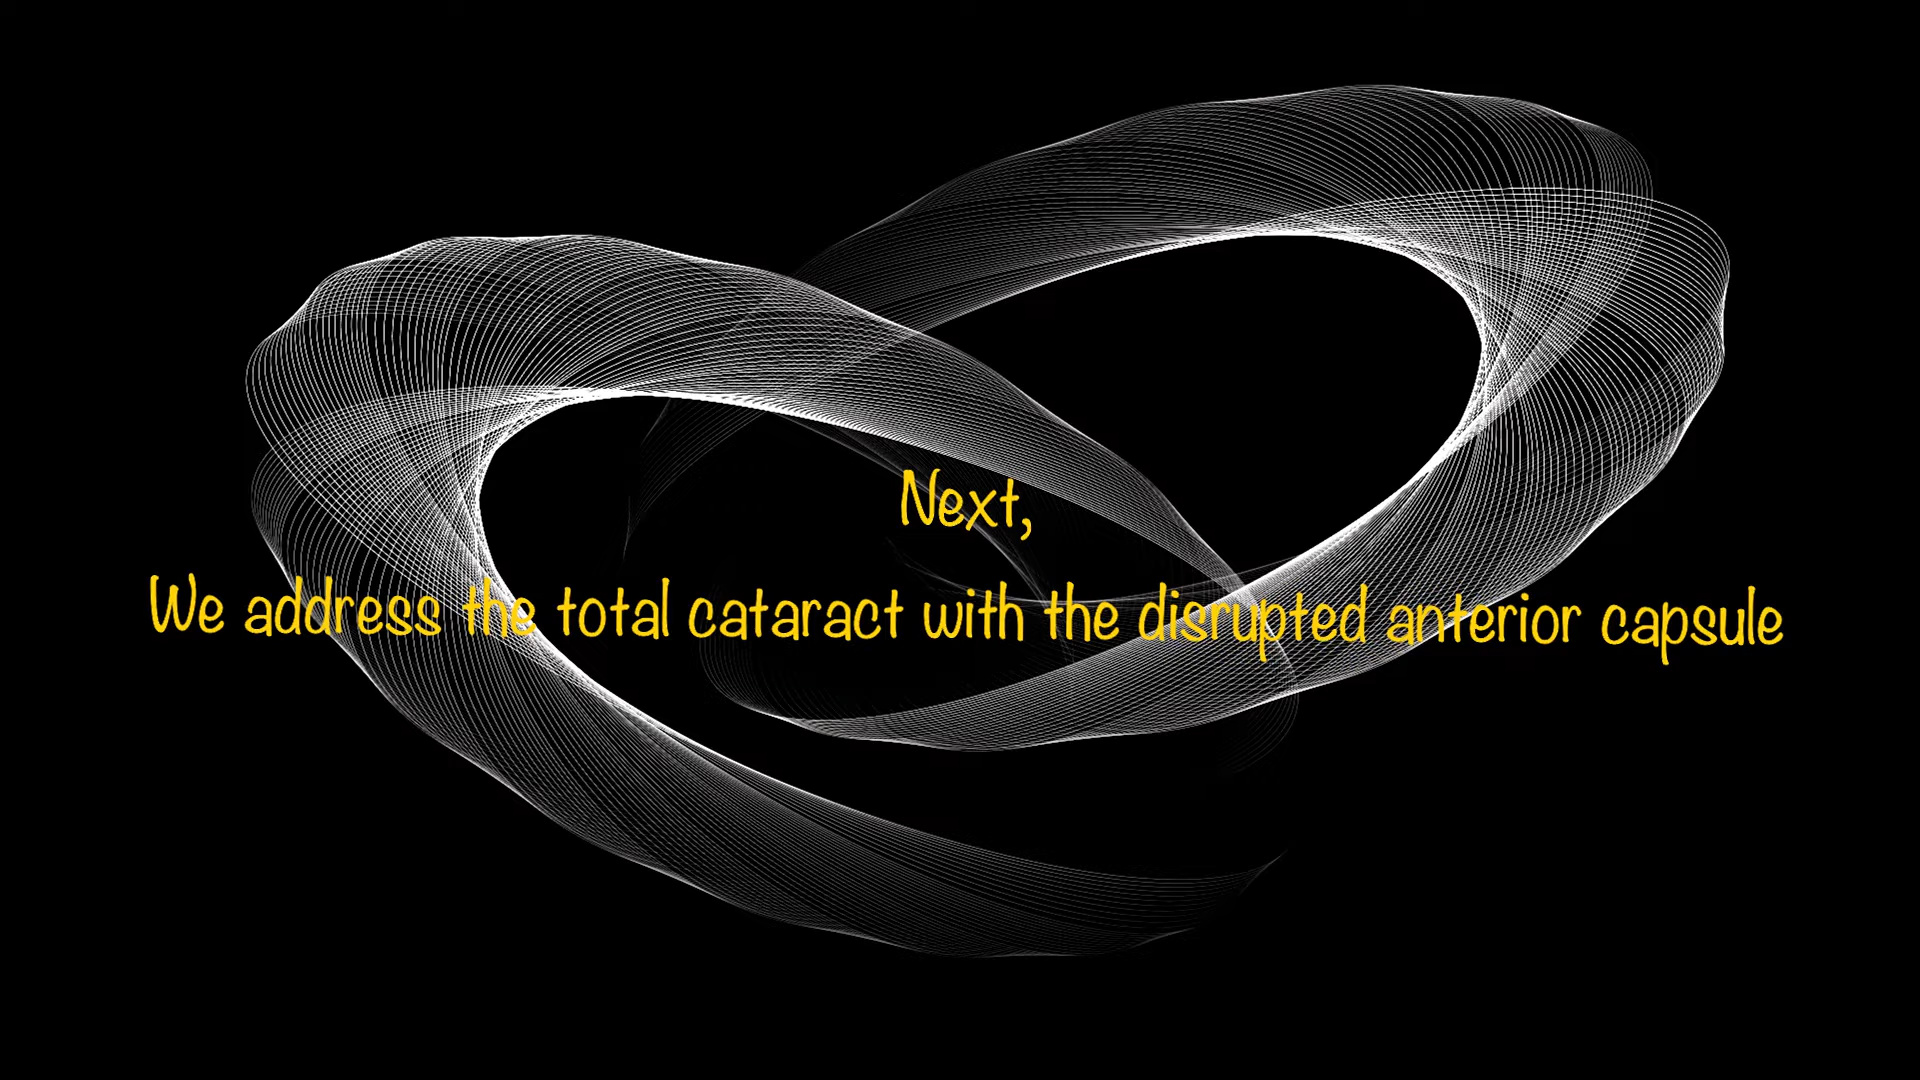 Next,
We address the total cataract with the disrupted anterior capsule